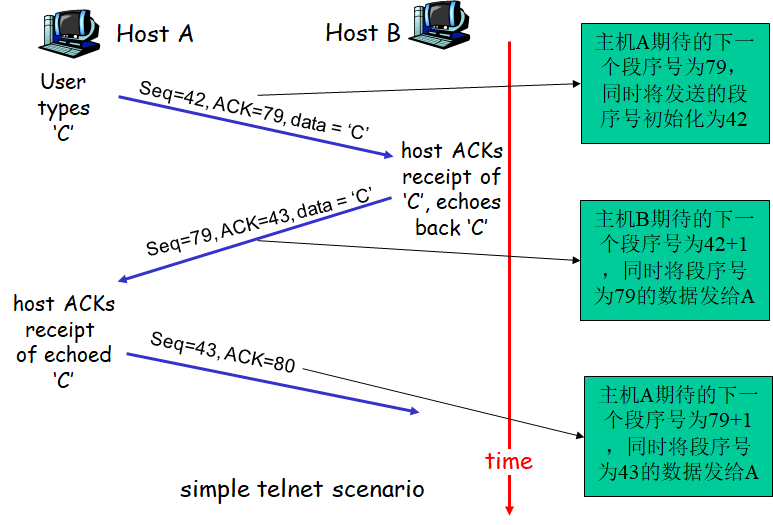 Host A
Host B
User
types
‘C’
Seq=42, ACK=79, data = ‘C’
主机A期待的下一
个段序号为79，
同时将发送的段
序号初始化为42
host ACKs
receipt of
‘C’, echoes
back ‘C’
Seq=79, ACK=43, data = ‘C’
主机B期待的下一
个段序号为42+1
，同时将段序号
为79的数据发给A
host ACKs
receipt
of echoed
‘C’
Seq=43, ACK=80
主机A期待的下一
个段序号为79+1
，同时将段序号
为43的数据发给A
time
simple telnet scenario